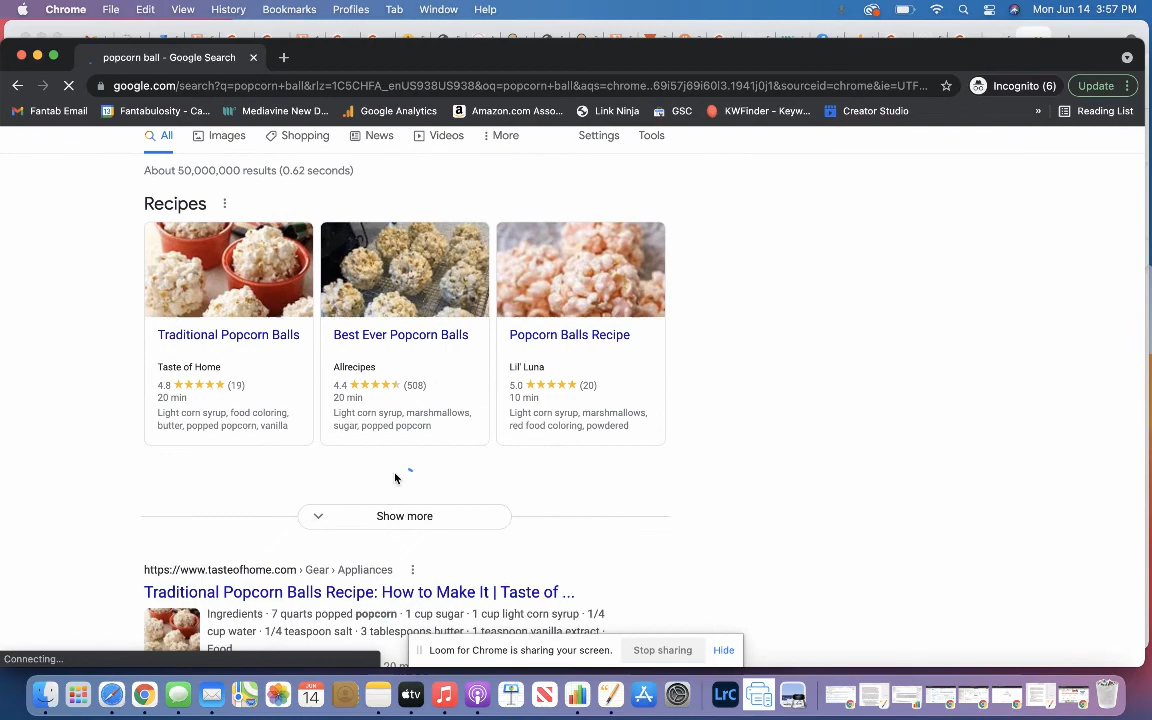 Chrome File Edit View History Bookmarks Profiles Tab Window Help Mon Jun 14 3:57 PM
popcorn ball - Google Search
google.com/search?q=popcorn+ball&rlz=1C5CHFA_enUS938US938&oq=popcorn+ball&aqs=chrome..69i57j69i60l3.1941j0j1&sourceid=chrome&ie=UTF... Incognito (6) Update
Fantab Email Fantabulosity - Ca... Mediavine New D... Google Analytics Amazon.com Asso... Link Ninja GSC KWFinder - Keyw... Creator Studio » Reading List
All Images Shopping News Videos More Settings Tools
About 50,000,000 results (0.62 seconds)
Recipes
Traditional Popcorn Balls Best Ever Popcorn Balls Popcorn Balls Recipe
Taste of Home Allrecipes Lil' Luna
4.8 (19) 4.4 (508) 5.0 (20)
20 min 20 min 10 min
Light corn syrup, food coloring, Light corn syrup, marshmallows, Light corn syrup, marshmallows,
butter, popped popcorn, vanilla sugar, popped popcorn red food coloring, powdered
Show more
https://www.tasteofhome.com › Gear › Appliances
Traditional Popcorn Balls Recipe: How to Make It | Taste of ...
Ingredients · 7 quarts popped popcorn · 1 cup sugar · 1 cup light corn syrup · 1/4
cup water · 1/4 teaspoon salt · 3 tablespoons butter · 1 teaspoon vanilla extract ·
Food
Loom for Chrome is sharing your screen. Stop sharing Hide
Connecting...
20 m
JUN
14
tv
LrC